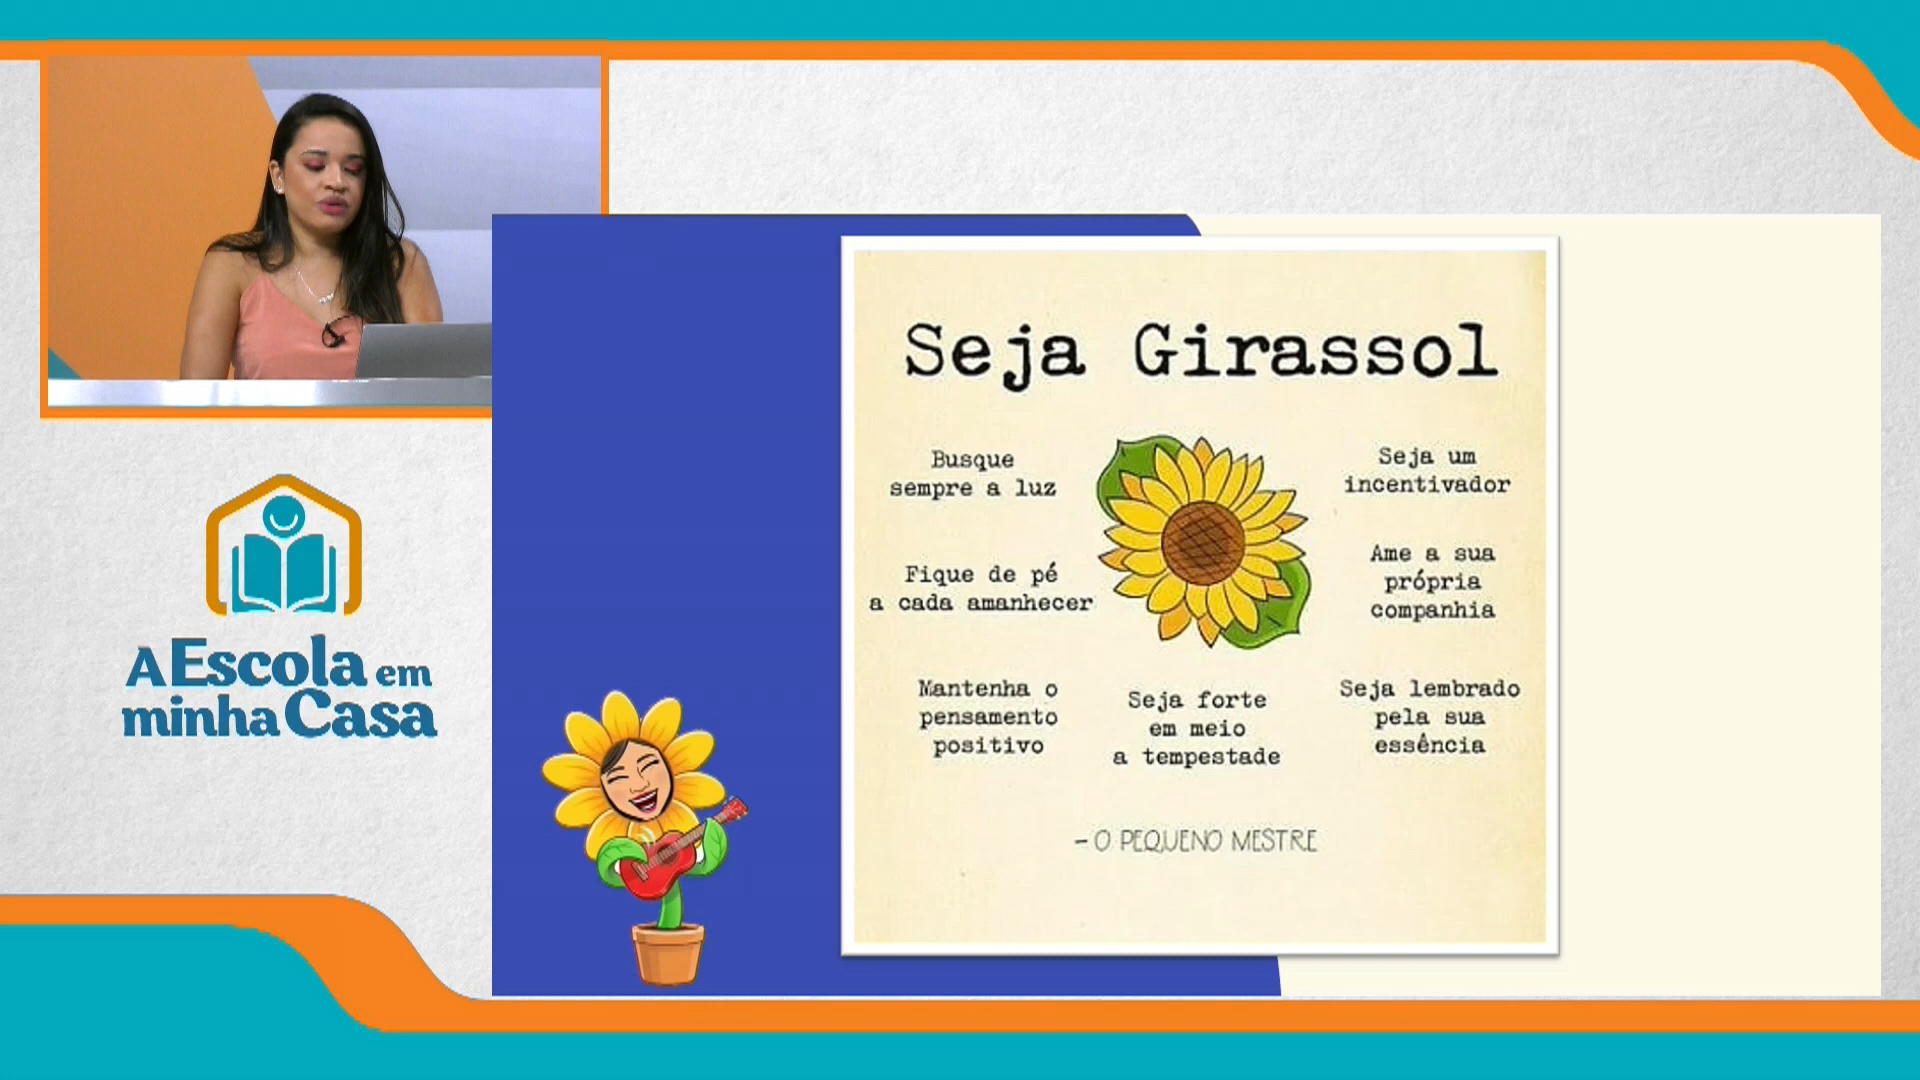 A Escola em
minha Casa
Seja Girassol
Busque
sempre a luz
Fique de pé
a cada amanhecer
Mantenha o
pensamento
positivo
Seja forte
em meio
a tempestade
Seja um
incentivador
Ame a sua
própria
companhia
Seja lembrado
pela sua
essência
– O PEQUENO MESTRE